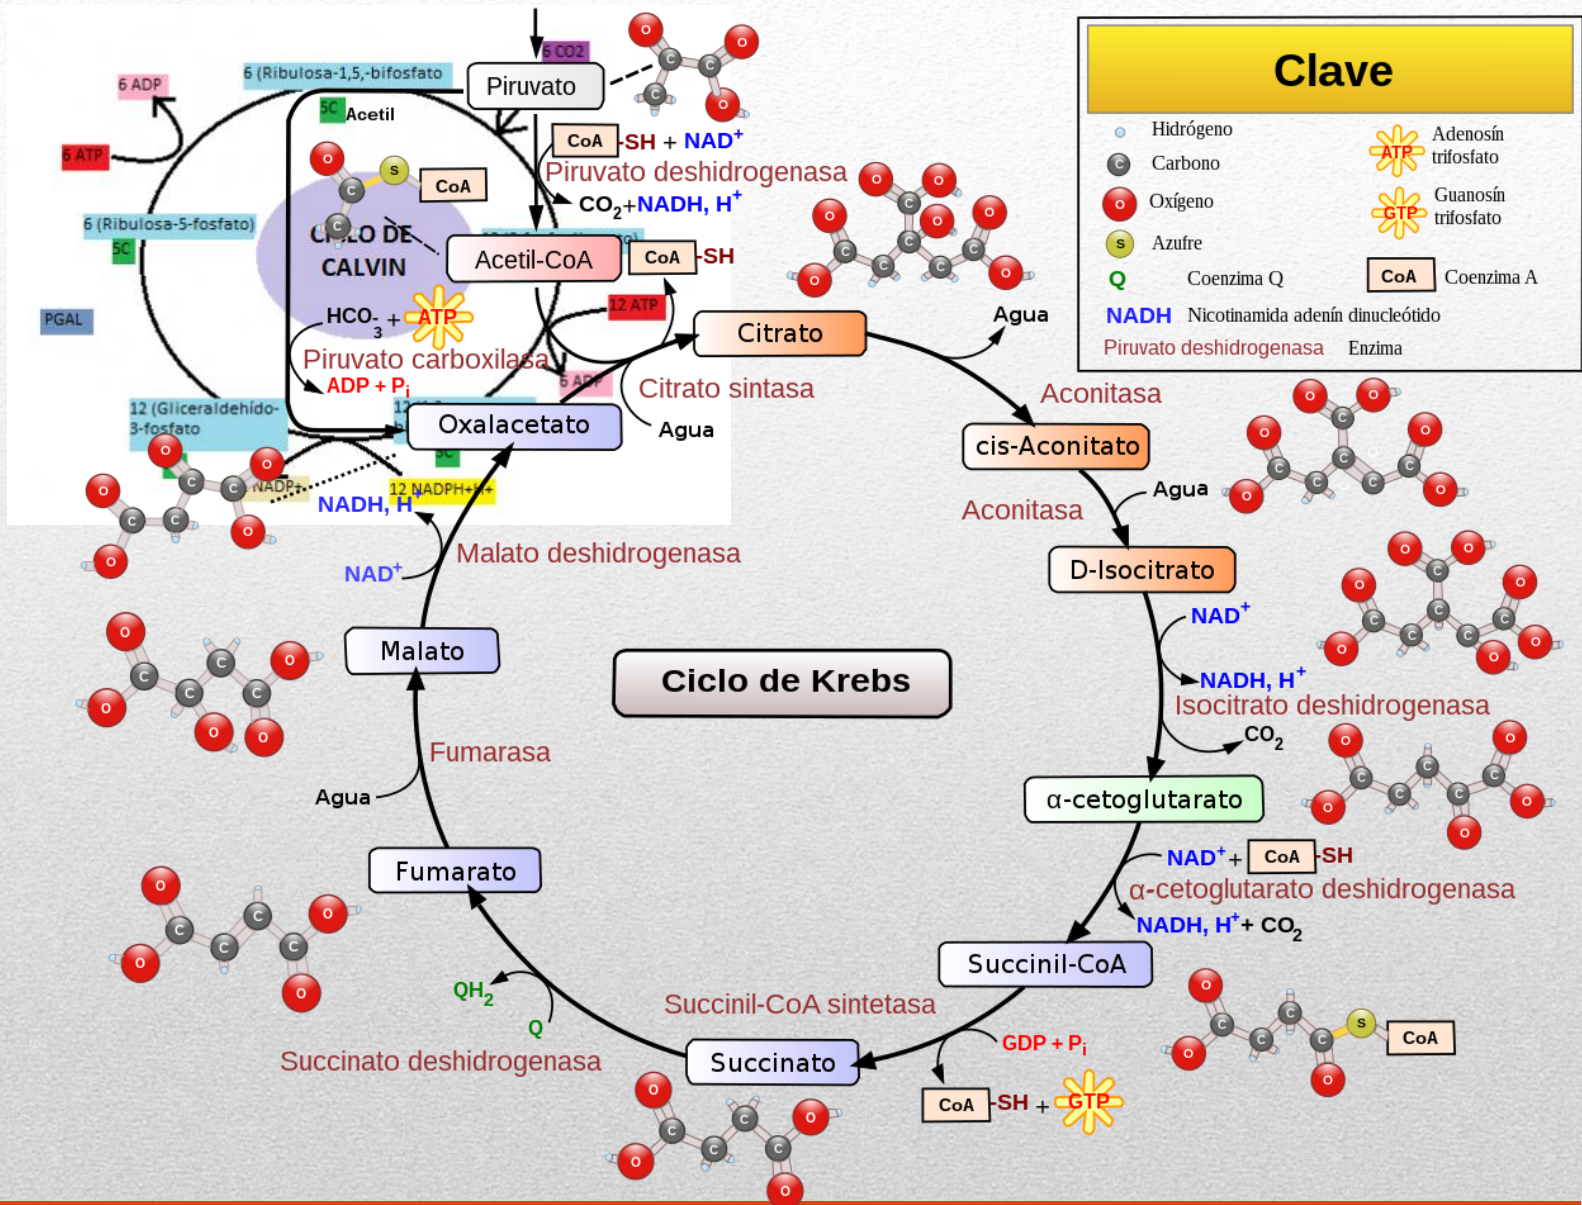 6 CO2
6 (Ribulosa-1,5,-bifosfato
Piruvato
6 ADP
5C
Acetil
6 ATP
CoA -SH + NAD+
Piruvato deshidrogenasa
CO2+NADH, H+
S
CoA
6 (Ribulosa-5-fosfato)
5C
CICLO DE
CALVIN
Acetil-CoA
CoA -SH
PGAL
HCO3- + ATP
12 ATP
Piruvato carboxilasa
ADP + Pi
6 ADP
12 (Gliceraldehído-
3-fosfato
Oxalacetato
5C
NADP+
12 NADPH+H+
NADH, H+
Citrato
Citrato sintasa
Agua
Agua
Aconitasa
cis-Aconitato
Agua
Aconitasa
D-Isocitrato
NAD+
NADH, H+
Isocitrato deshidrogenasa
CO2
α-cetoglutarato
NAD+ + CoA -SH
α-cetoglutarato deshidrogenasa
NADH, H+ + CO2
Succinil-CoA
S
CoA
Succinil-CoA sintetasa
GDP + Pi
CoA -SH + GTP
Succinato
Q
QH2
Succinato deshidrogenasa
Fumarato
Agua
Fumarasa
Malato
NAD+
Malato deshidrogenasa
Ciclo de Krebs
Clave
Hidrógeno
C Carbono
O Oxígeno
S Azufre
Q Coenzima Q
ATP Adenosín
trifosfato
GTP Guanosín
trifosfato
CoA Coenzima A
NADH Nicotinamida adenín dinucleótido
Piruvato deshidrogenasa Enzima